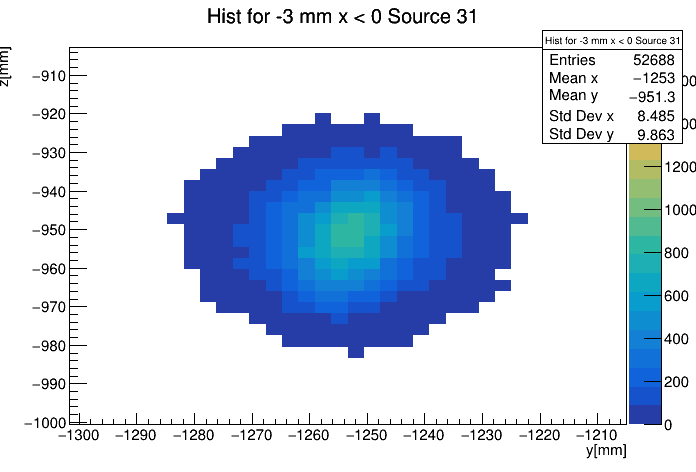 Hist for -3 mm x < 0 Source 31
z[mm]
Hist for -3 mm x < 0 Source 31
Entries 52688
Mean x −1253
Mean y −951.3
Std Dev x 8.485
Std Dev y 9.863
−910
−920
−930
−940
−950
−960
−970
−980
−990
−1000
−1300 −1290 −1280 −1270 −1260 −1250 −1240 −1230 −1220 −1210
y[mm]
1200
1000
800
600
400
200
0